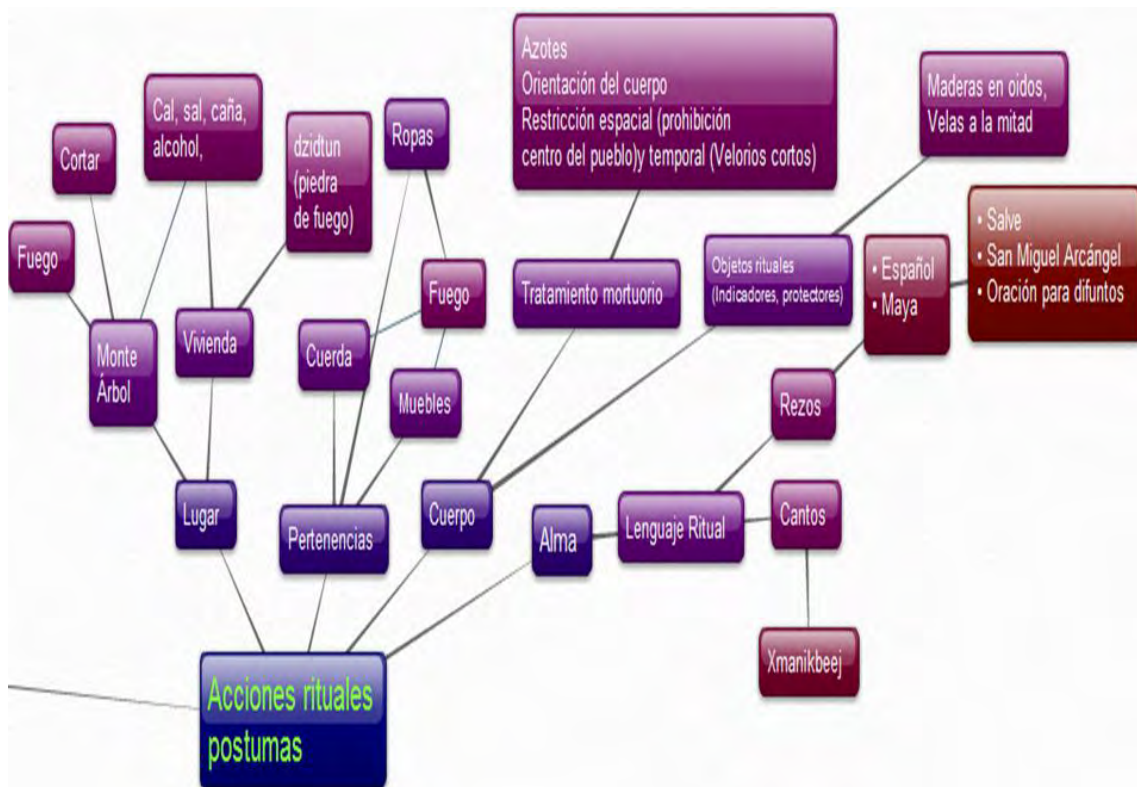 Azotes
Orientación del cuerpo
Restricción espacial (prohibición
centro del pueblo)y temporal (Velorios cortos)
Maderas en oidos,
Velas a la mitad
Cal, sal, caña,
alcohol,
dzidtun
(piedra
de fuego)
Ropas
Cortar
Fuego
• Salve
• San Miguel Arcángel
• Oración para difuntos
• Español
• Maya
Objetos rituales
(Indicadores, protectores)
Tratamiento mortuorio
Fuego
Monte
Árbol
Vivienda
Cuerda
Muebles
Rezos
Lugar
Pertenencias
Cuerpo
Alma
Lenguaje Ritual
Cantos
Xmanikbeej
Acciones rituales
postumas